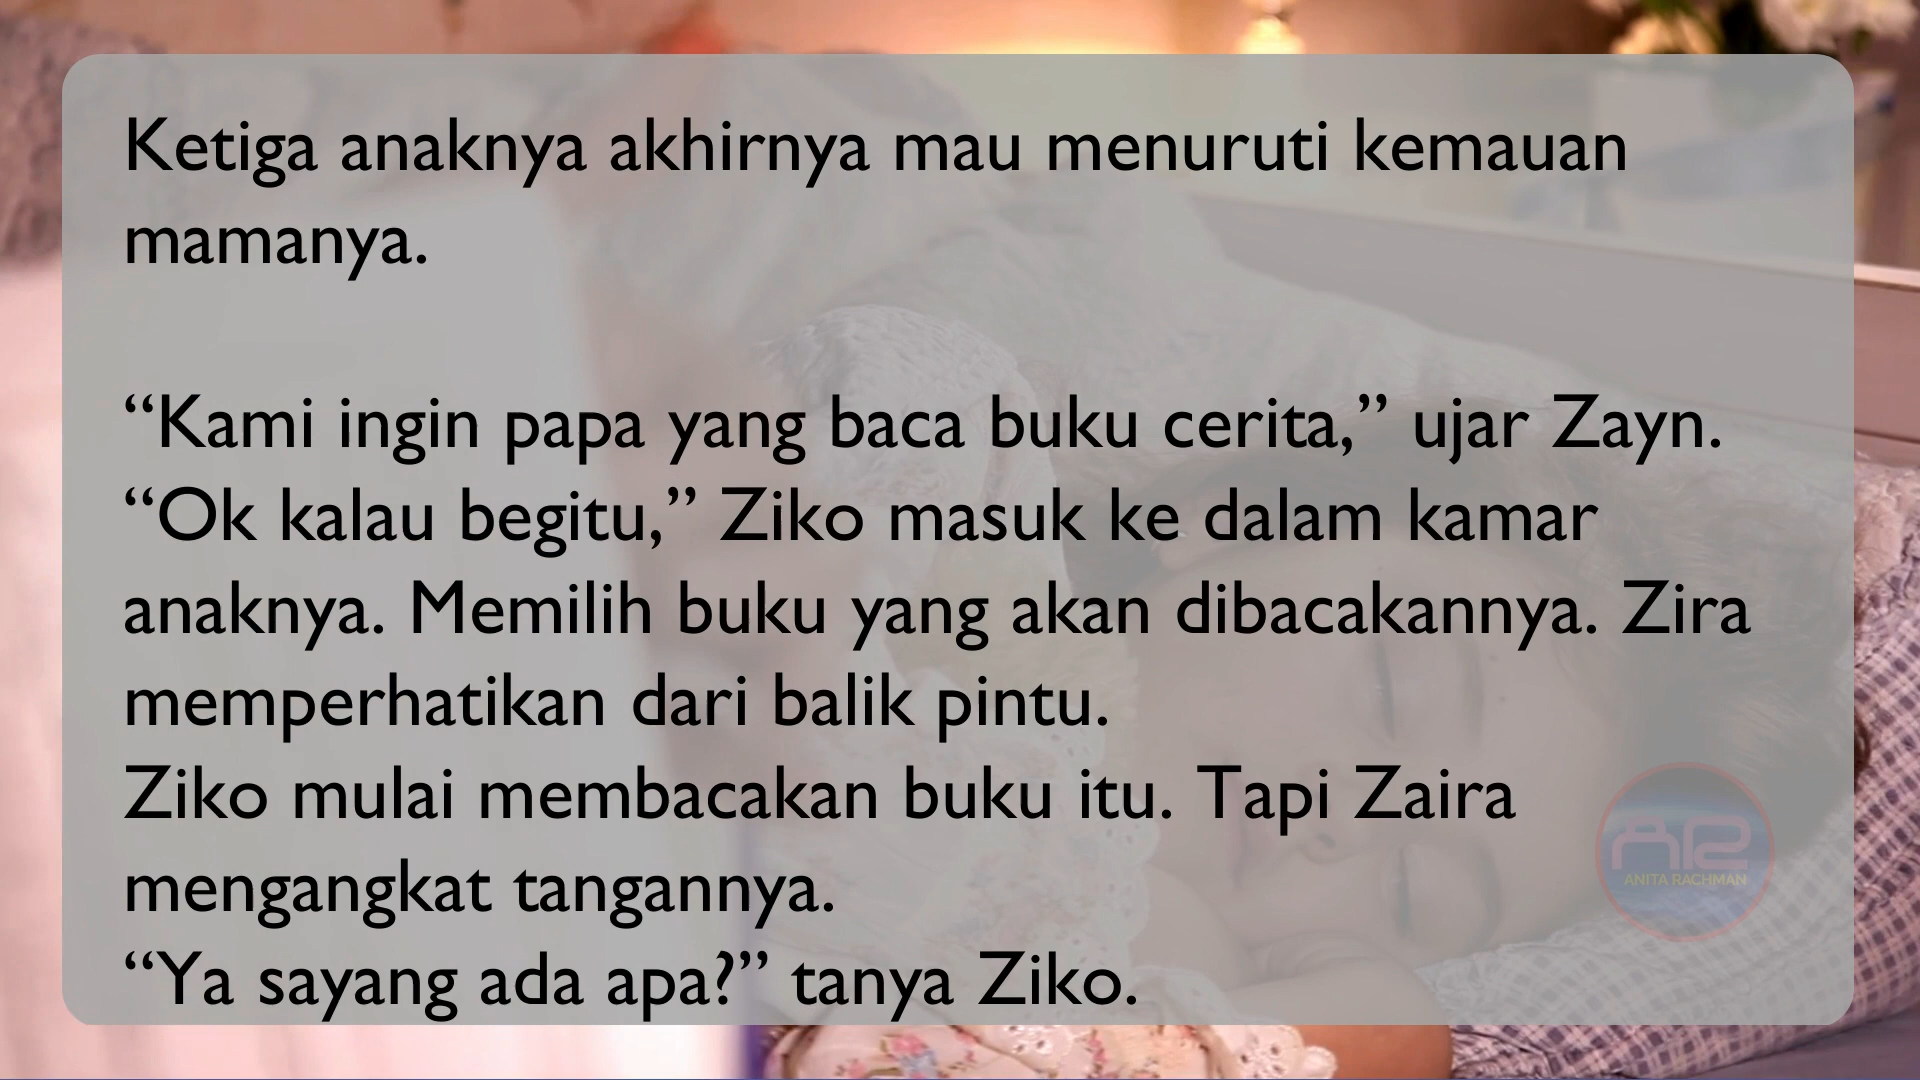 Ketiga anaknya akhirnya mau menuruti kemauan
mamanya.
“Kami ingin papa yang baca buku cerita,” ujar Zayn.
“Ok kalau begitu,” Ziko masuk ke dalam kamar
anaknya. Memilih buku yang akan dibacakannya. Zira
memperhatikan dari balik pintu.
Ziko mulai membacakan buku itu. Tapi Zaira
mengangkat tangannya.
“Ya sayang ada apa?” tanya Ziko.
AR
ANITA RACHMAN